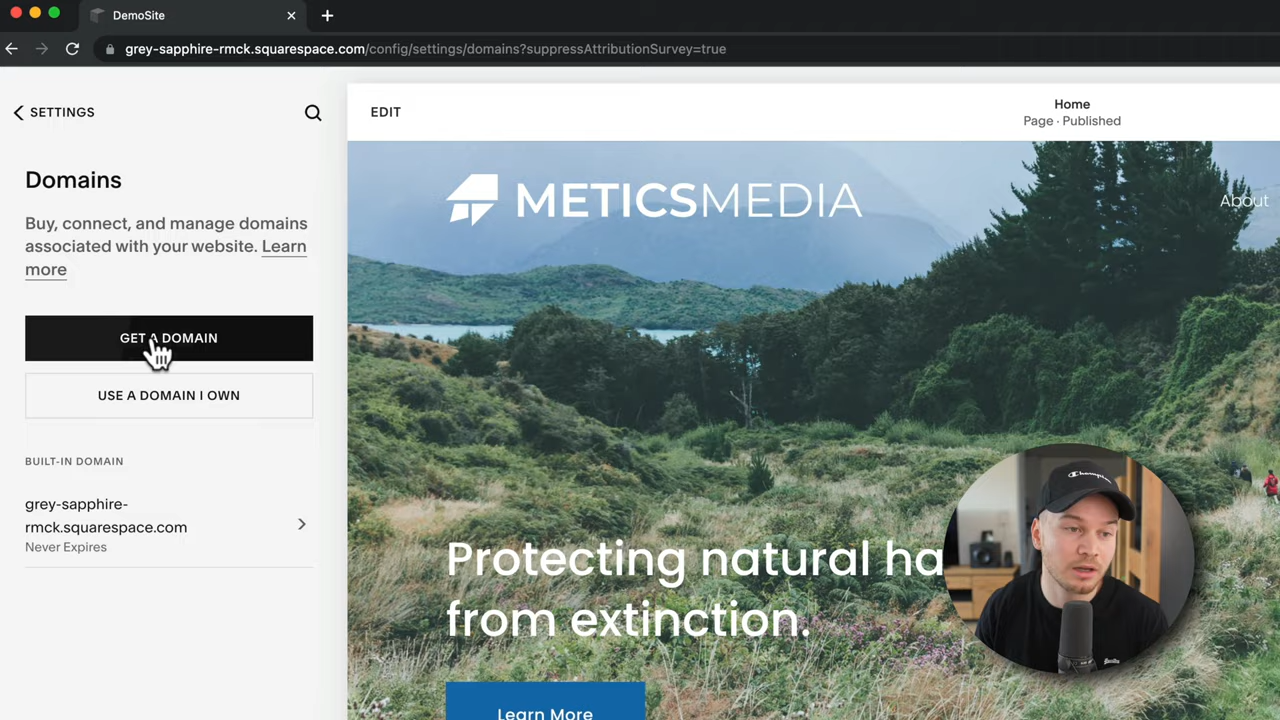 DemoSite
grey-sapphire-rmck.squarespace.com/config/settings/domains?suppressAttributionSurvey=true
SETTINGS
Domains
Buy, connect, and manage domains
associated with your website. Learn
more
GET A DOMAIN
USE A DOMAIN I OWN
BUILT-IN DOMAIN
grey-sapphire-
rmck.squarespace.com
Never Expires
EDIT
Home
Page · Published
METICSMEDIA
About
Protecting natural ha
from extinction.
Learn More
Champion